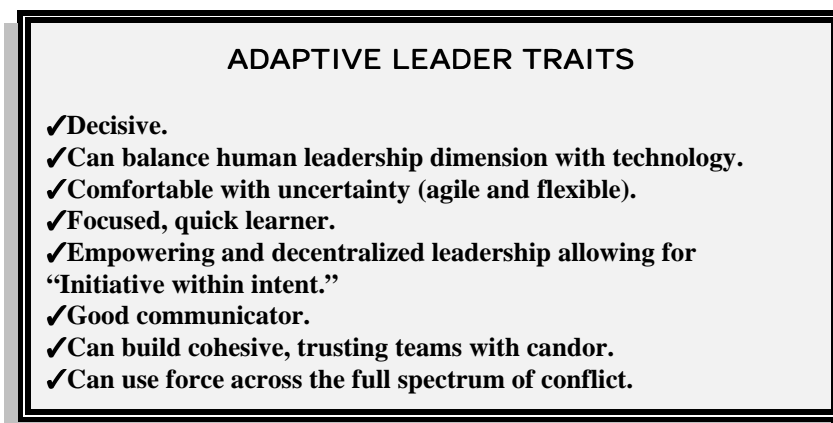 ADAPTIVE LEADER TRAITS
✓Decisive.
✓Can balance human leadership dimension with technology.
✓Comfortable with uncertainty (agile and flexible).
✓Focused, quick learner.
✓Empowering and decentralized leadership allowing for
“Initiative within intent.”
✓Good communicator.
✓Can build cohesive, trusting teams with candor.
✓Can use force across the full spectrum of conflict.